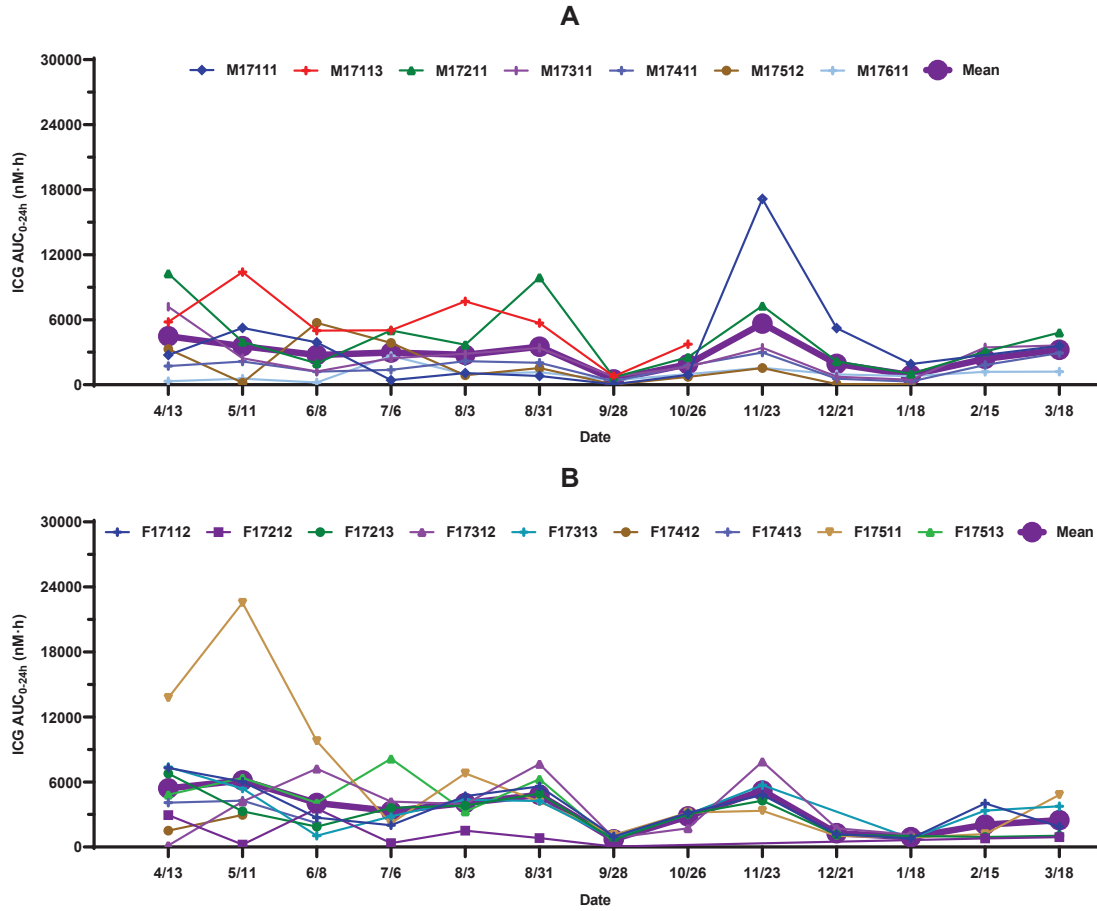 A
30000
24000
18000
12000
6000
0
ICG AUC0-24h (nM·h)
M17111 M17113 M17211 M17311 M17411 M17512 M17611 Mean
4/13 5/11 6/8 7/6 8/3 8/31 9/28 10/26 11/23 12/21 1/18 2/15 3/18
Date
B
30000
24000
18000
12000
6000
0
ICG AUC0-24h (nM·h)
F17112 F17212 F17213 F17312 F17313 F17412 F17413 F17511 F17513 Mean
4/13 5/11 6/8 7/6 8/3 8/31 9/28 10/26 11/23 12/21 1/18 2/15 3/18
Date